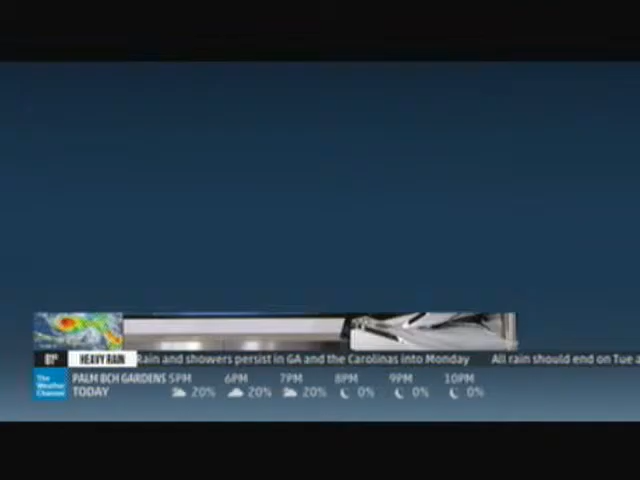 81° HEAVY RAIN Rain and showers persist in GA and the Carolinas into Monday All rain should end on Tue a
The Weather Channel
PALM BCH GARDENS 5PM 6PM 7PM 8PM 9PM 10PM
TODAY 20% 20% 20% 0% 0% 0%